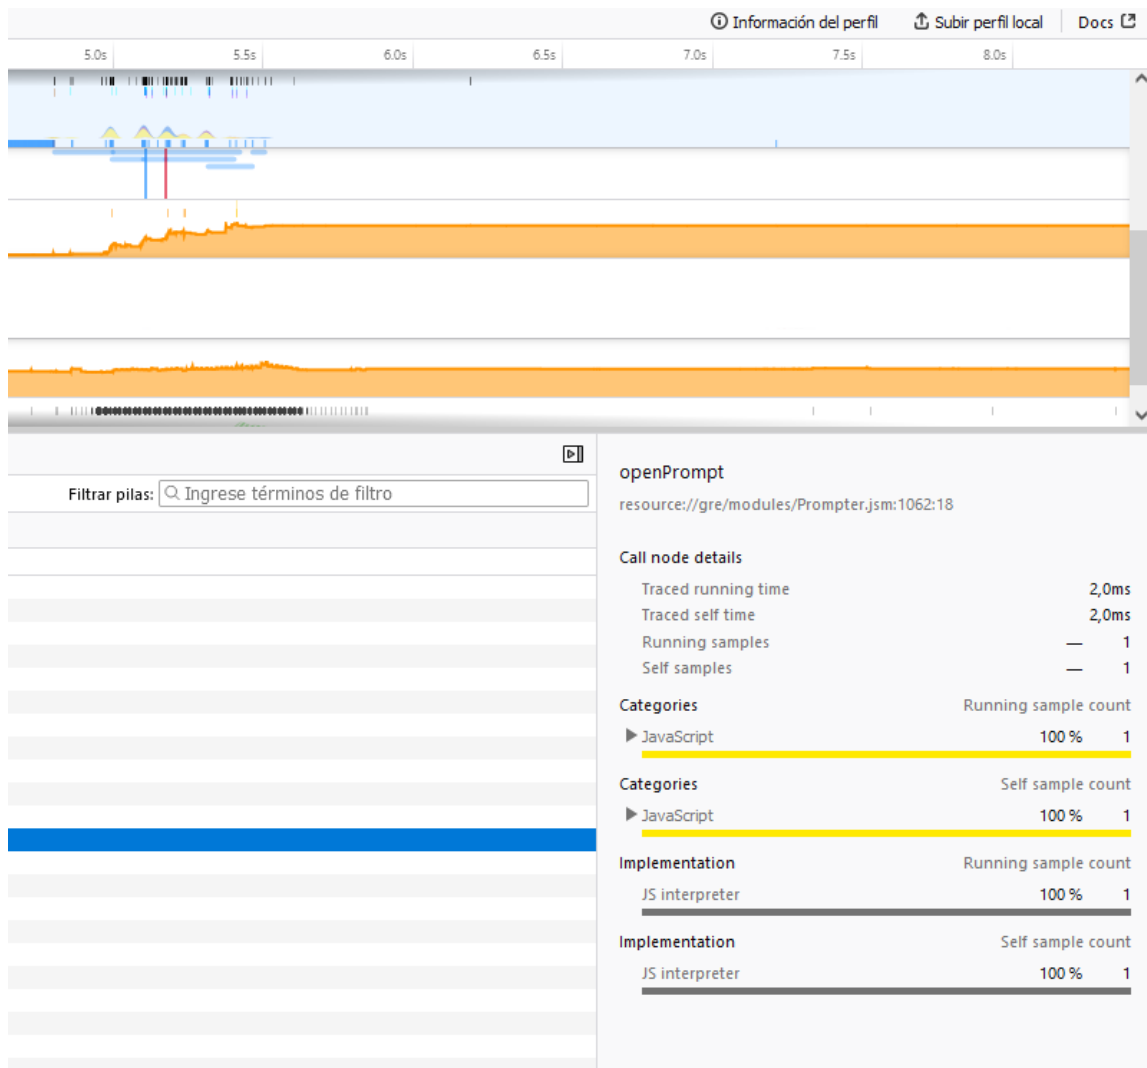 Información del perfil Subir perfil local Docs
5.0s 5.5s 6.0s 6.5s 7.0s 7.5s 8.0s
Filtrar pilas: Ingrese términos de filtro
openPrompt
resource://gre/modules/Prompter.jsm:1062:18
Call node details
Traced running time 2,0ms
Traced self time 2,0ms
Running samples — 1
Self samples — 1
Categories Running sample count
JavaScript 100 % 1
Categories Self sample count
JavaScript 100 % 1
Implementation Running sample count
JS interpreter 100 % 1
Implementation Self sample count
JS interpreter 100 % 1